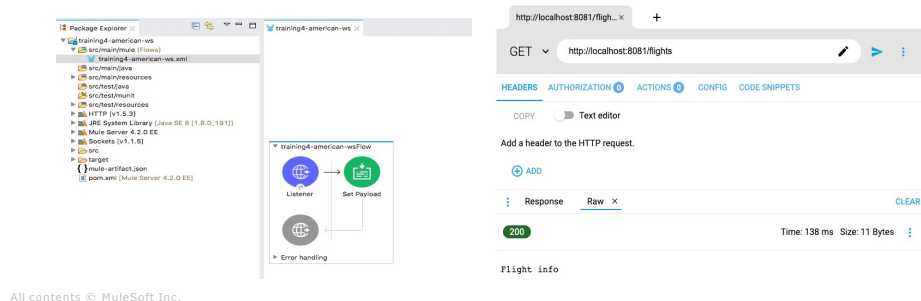 Package Explorer
training4-american-ws
training4-american-ws
src/main/mule (Flows)
training4-american-ws.xml
src/main/java
src/main/resources
src/test/java
src/test/munit
src/test/resources
HTTP [v1.5.3]
JRE System Library [Java SE 8 [1.8.0_191]]
Mule Server 4.2.0 EE
Sockets [v1.1.5]
src
target
mule-artifact.json
pom.xml [Mule Server 4.2.0 EE]
training4-american-wsFlow
Listener
Set Payload
Error handling
http://localhost:8081/fligh...
GET
http://localhost:8081/flights
HEADERS AUTHORIZATION 0 ACTIONS 0 CONFIG CODE SNIPPETS
COPY Text editor
Add a header to the HTTP request.
ADD
Response Raw CLEAR
200 Time: 138 ms Size: 11 Bytes
Flight info
All contents © MuleSoft Inc.